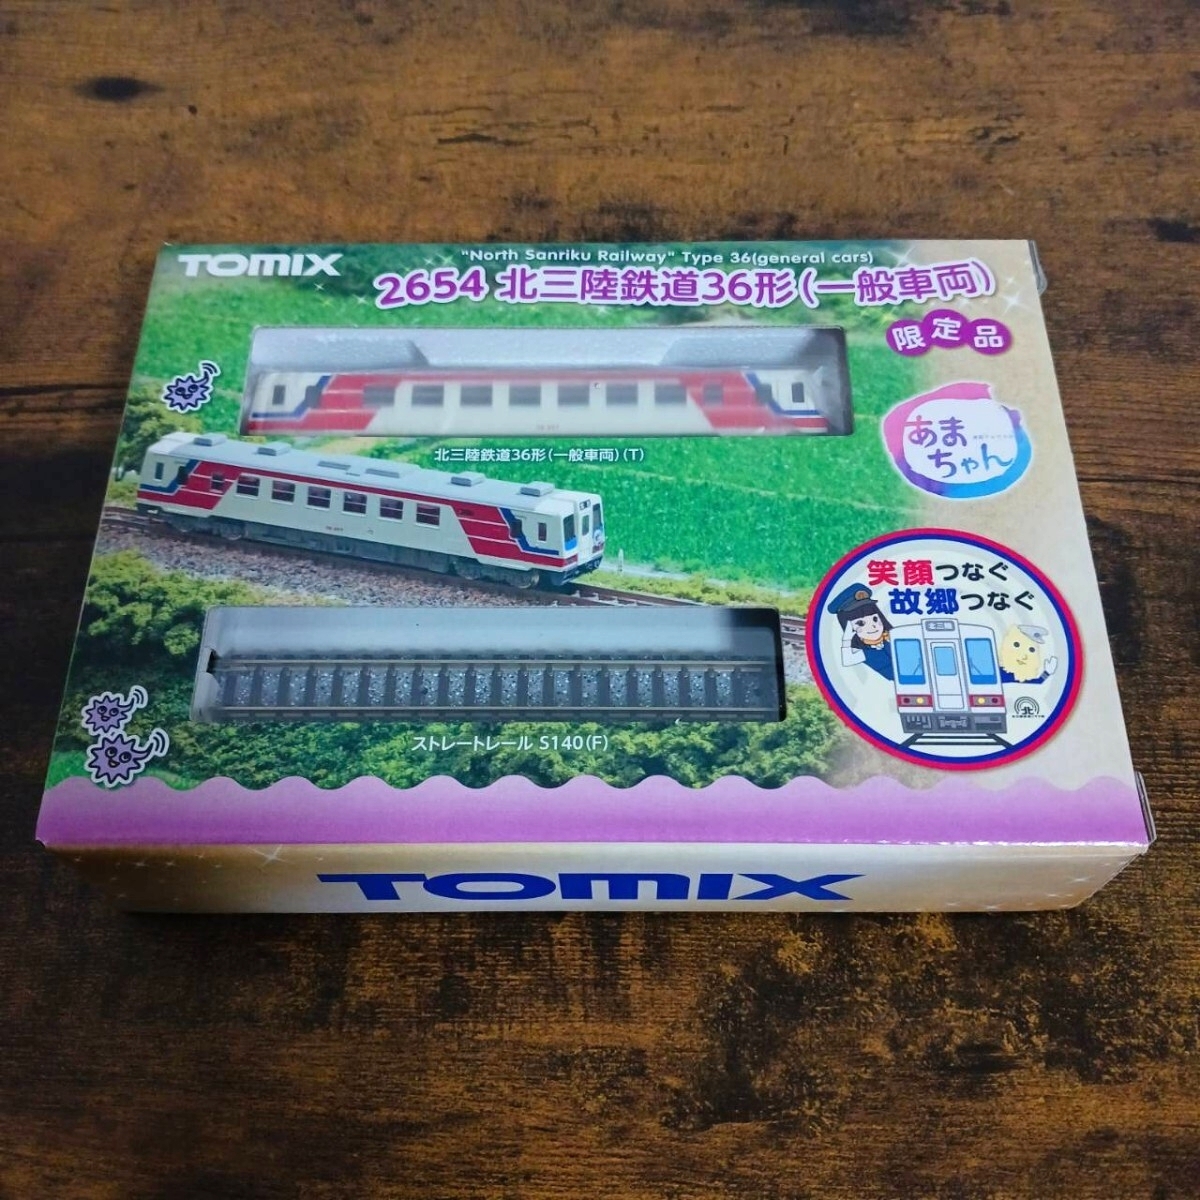 TOMIX
"North Sanriku Railway" Type 36(general cars)
2654 北三陸鉄道36形(一般車両)
限定品
あま
ちゃん
北三陸鉄道36形(一般車両)(T)
笑顔つなぐ
故郷つなぐ
北
ストレートレール S140(F)
TOMIX